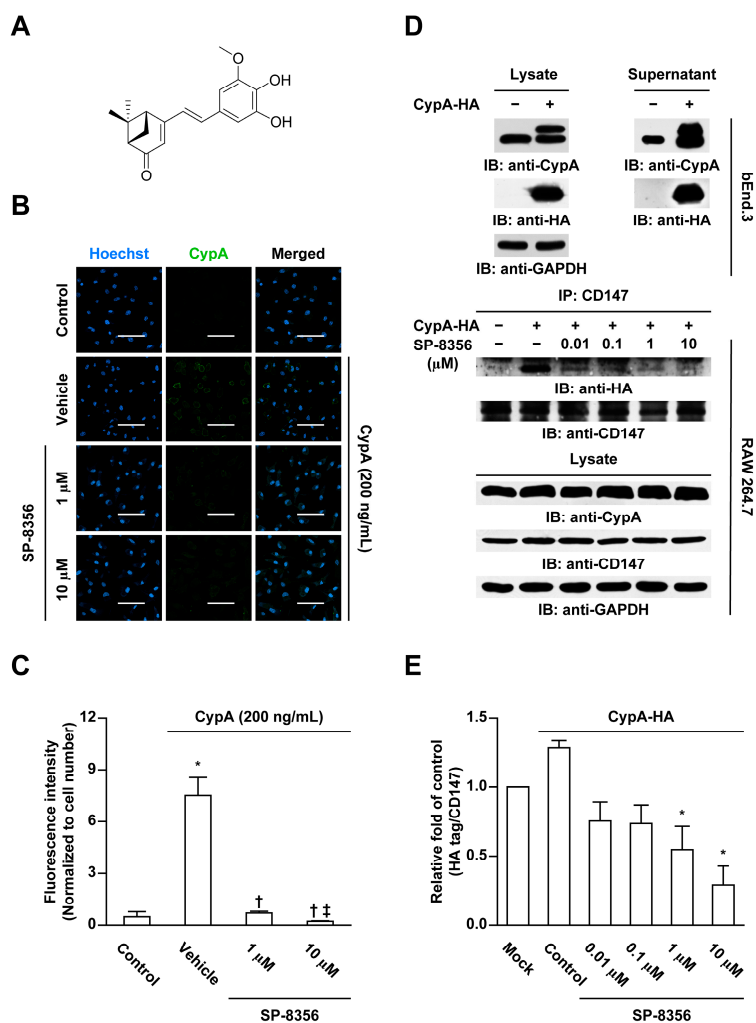 A
O
OH
OH
O
B
Hoechst CypA Merged
Control
Vehicle
1 μM
10 μM
SP-8356
CypA (200 ng/mL)
C
CypA (200 ng/mL)
Fluorescence intensity
(Normalized to cell number)
12
9
6
3
0
*
†
† ‡
Control Vehicle 1 μM 10 μM
SP-8356
D
Lysate Supernatant
CypA-HA − + − +
IB: anti-CypA IB: anti-CypA
IB: anti-HA IB: anti-HA
IB: anti-GAPDH
bEnd.3
IP: CD147
CypA-HA − + + + + +
SP-8356 − − 0.01 0.1 1 10
(μM)
IB: anti-HA
IB: anti-CD147
Lysate
IB: anti-CypA
IB: anti-CD147
IB: anti-GAPDH
RAW 264.7
E
CypA-HA
Relative fold of control
(HA tag/CD147)
1.5
1.0
0.5
0.0
*
*
Mock Control 0.01 μM 0.1 μM 1 μM 10 μM
SP-8356